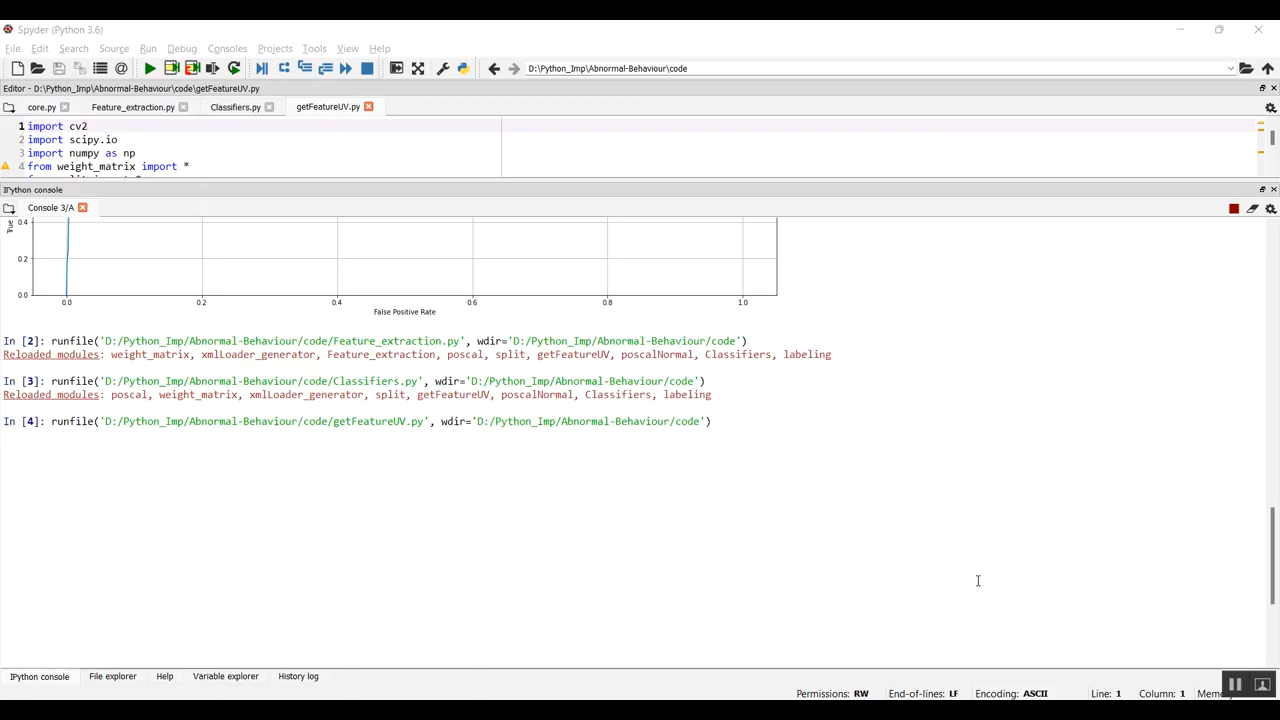 Spyder (Python 3.6)
File Edit Search Source Run Debug Consoles Projects Tools View Help
D:\Python_Imp\Abnormal-Behaviour\code
Editor - D:\Python_Imp\Abnormal-Behaviour\code\getFeatureUV.py
core.py Feature_extraction.py Classifiers.py getFeatureUV.py
1 import cv2
2 import scipy.io
3 import numpy as np
4 from weight_matrix import *
IPython console
Console 3/A
True
0.4
0.2
0.0
0.0 0.2 0.4 0.6 0.8 1.0
False Positive Rate
In [2]: runfile('D:/Python_Imp/Abnormal-Behaviour/code/Feature_extraction.py', wdir='D:/Python_Imp/Abnormal-Behaviour/code')
Reloaded modules: weight_matrix, xmlLoader_generator, Feature_extraction, poscal, split, getFeatureUV, poscalNormal, Classifiers, labeling
In [3]: runfile('D:/Python_Imp/Abnormal-Behaviour/code/Classifiers.py', wdir='D:/Python_Imp/Abnormal-Behaviour/code')
Reloaded modules: poscal, weight_matrix, xmlLoader_generator, split, getFeatureUV, poscalNormal, Classifiers, labeling
In [4]: runfile('D:/Python_Imp/Abnormal-Behaviour/code/getFeatureUV.py', wdir='D:/Python_Imp/Abnormal-Behaviour/code')
IPython console File explorer Help Variable explorer History log
Permissions: RW End-of-lines: LF Encoding: ASCII Line: 1 Column: 1